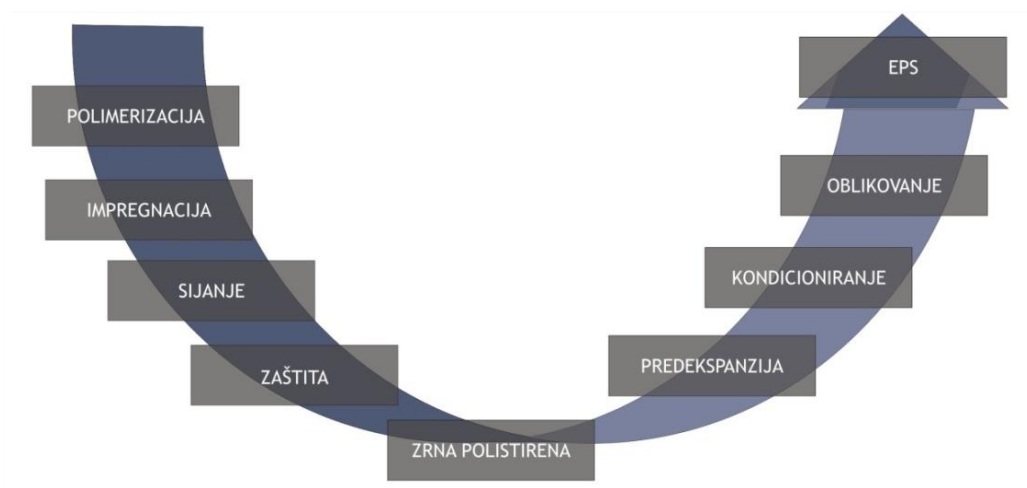 POLIMERIZACIJA
IMPREGNACIJA
SIJANJE
ZAŠTITA
ZRNA POLISTIRENA
PREDEKSPANZIJA
KONDICIONIRANJE
OBLIKOVANJE
EPS